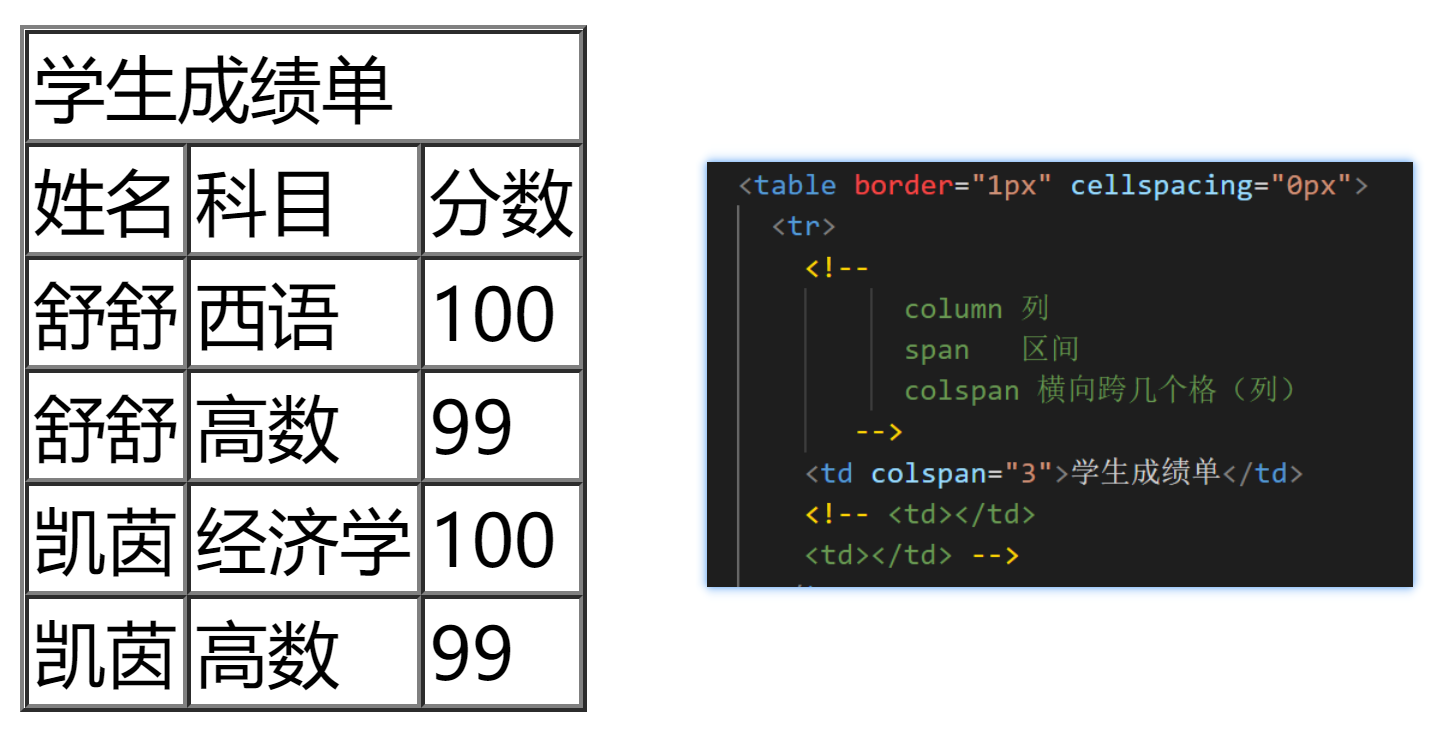 学生成绩单
姓名 科目 分数
舒舒 西语 100
舒舒 高数 99
凯茵 经济学 100
凯茵 高数 99
<table border="1px" cellspacing="0px">
<tr>
<!--
column 列
span 区间
colspan 横向跨几个格（列）
-->
<td colspan="3">学生成绩单</td>
<!-- <td></td>
<td></td> -->